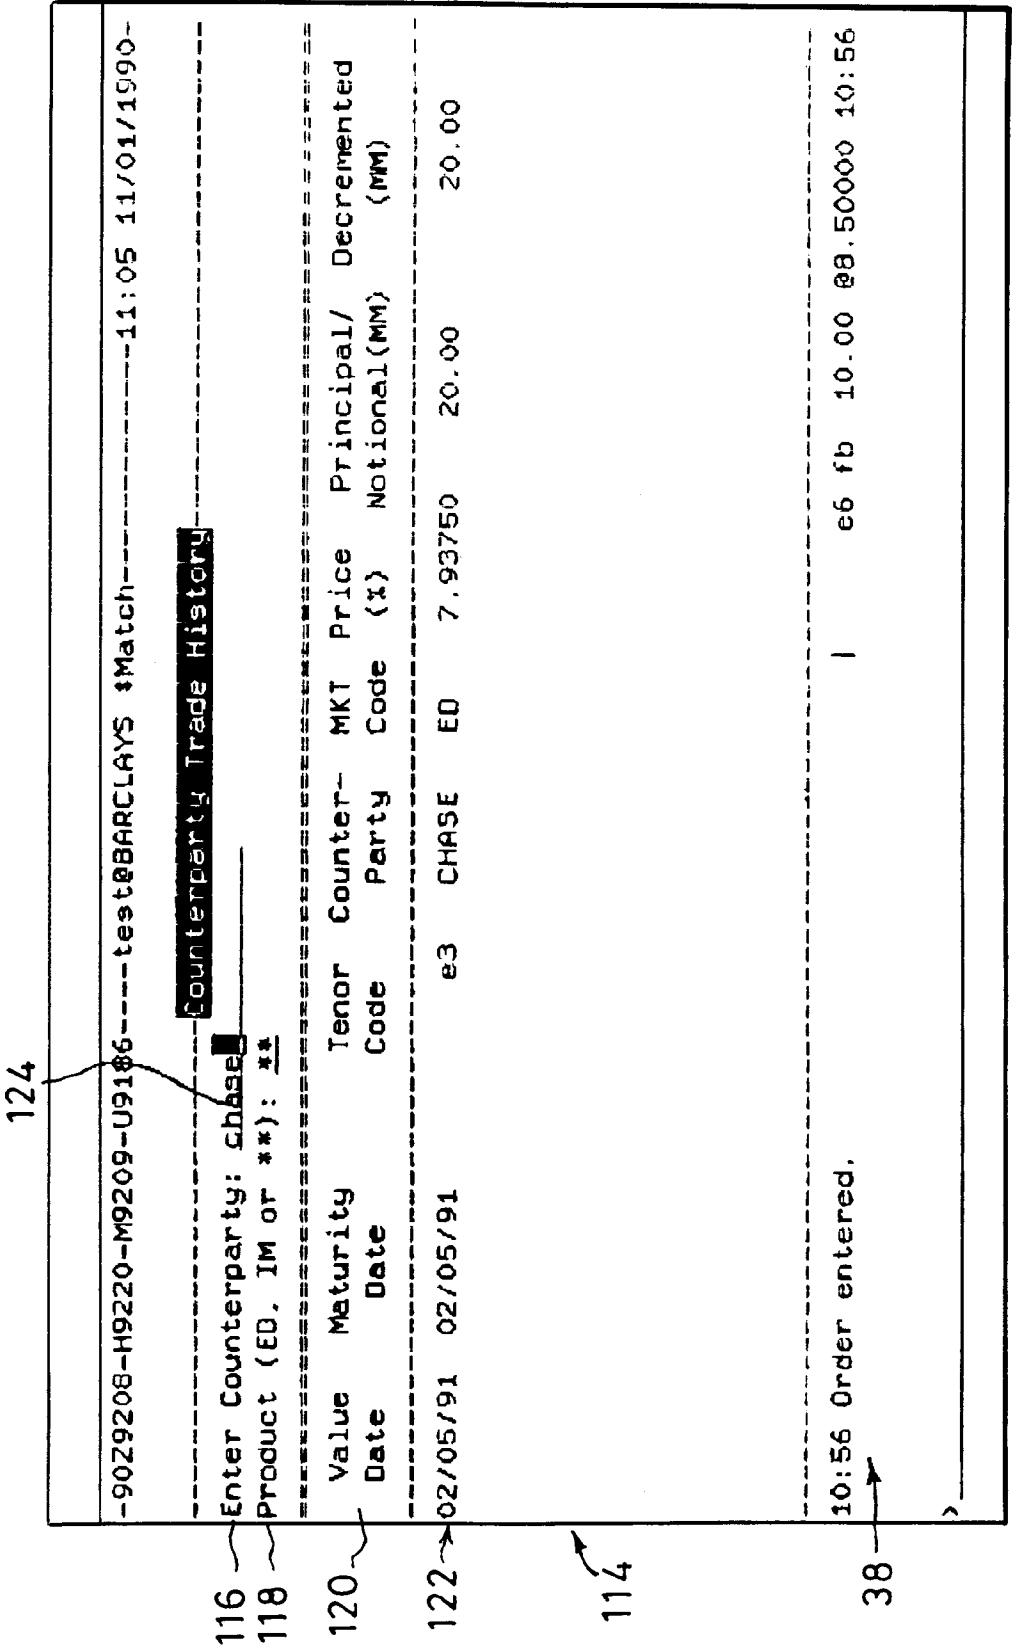 124
-90Z9208-H9220-M9209-U9186----test@BARCLAYS $Match------------11:05 11/01/1990-
Counterparty Trade History
116 Enter Counterparty: chase
118 Product (ED, IM or **): **
120 Value Maturity Tenor Counter- MKT Price Principal/ Decremented
Date Date Code Party Code (%) Notional(MM) (MM)
122 02/05/91 02/05/91 e3 CHASE ED 7.93750 20.00 20.00
114
10:56 Order entered. | e6 fb 10.00 @8.50000 10:56
38
>